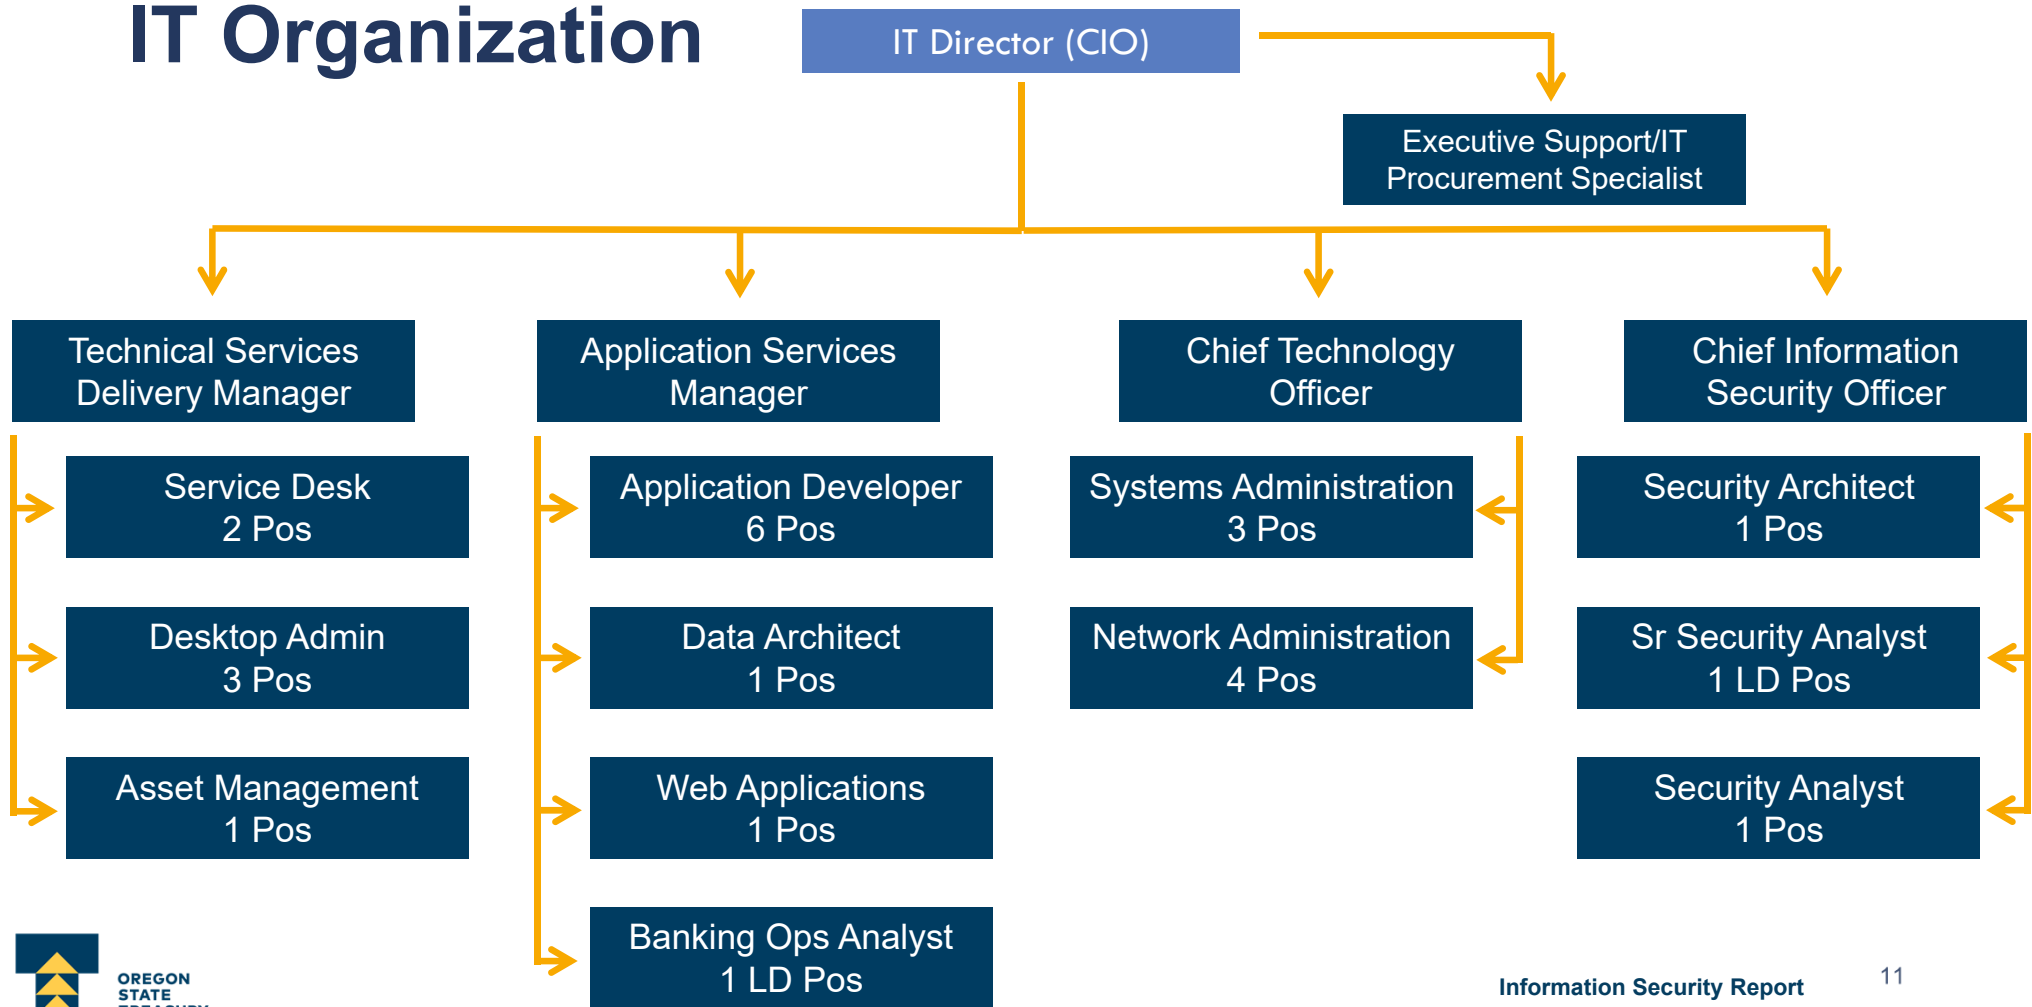 IT Organization
IT Director (CIO)
Executive Support/IT
Procurement Specialist
Technical Services
Delivery Manager
Application Services
Manager
Chief Technology
Officer
Chief Information
Security Officer
Service Desk
2 Pos
Application Developer
6 Pos
Systems Administration
3 Pos
Security Architect
1 Pos
Desktop Admin
3 Pos
Data Architect
1 Pos
Network Administration
4 Pos
Sr Security Analyst
1 LD Pos
Asset Management
1 Pos
Web Applications
1 Pos
Security Analyst
1 Pos
Banking Ops Analyst
1 LD Pos
OREGON
STATE
TREASURY
Information Security Report
11